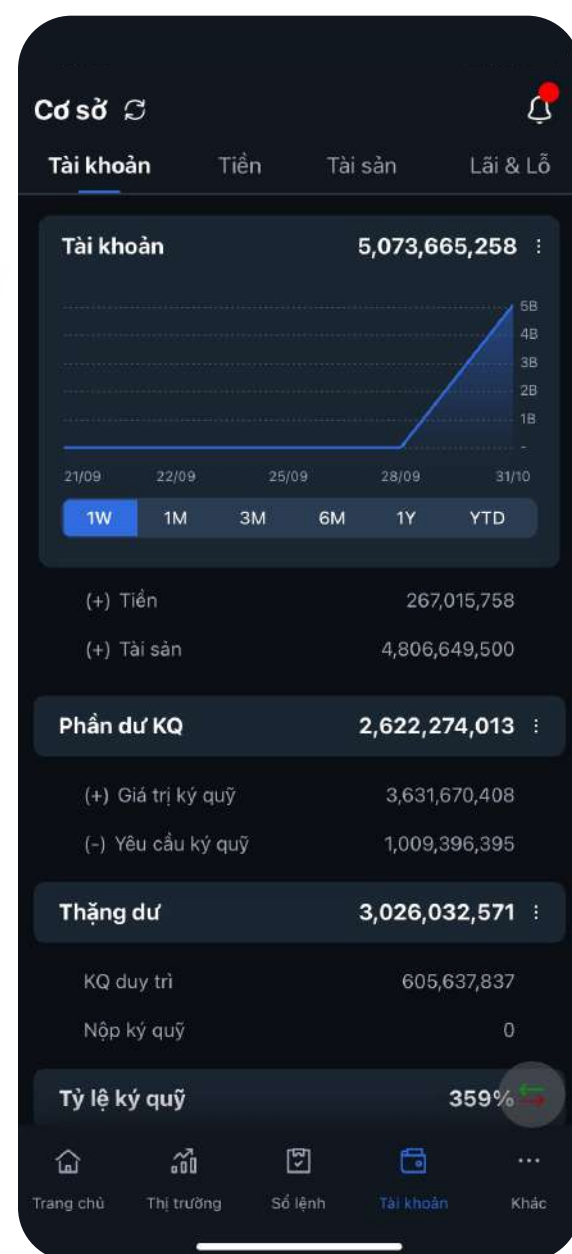 Cơ sở
Tài khoản Tiền Tài sản Lãi & Lỗ
Tài khoản 5,073,665,258
5B
4B
3B
2B
1B
-
21/09 22/09 25/09 28/09 31/10
1W 1M 3M 6M 1Y YTD
(+) Tiền 267,015,758
(+) Tài sản 4,806,649,500
Phần dư KQ 2,622,274,013
(+) Giá trị ký quỹ 3,631,670,408
(-) Yêu cầu ký quỹ 1,009,396,395
Thặng dư 3,026,032,571
KQ duy trì 605,637,837
Nộp ký quỹ 0
Tỷ lệ ký quỹ 359%
Trang chủ Thị trường Sổ lệnh Tài khoản Khác